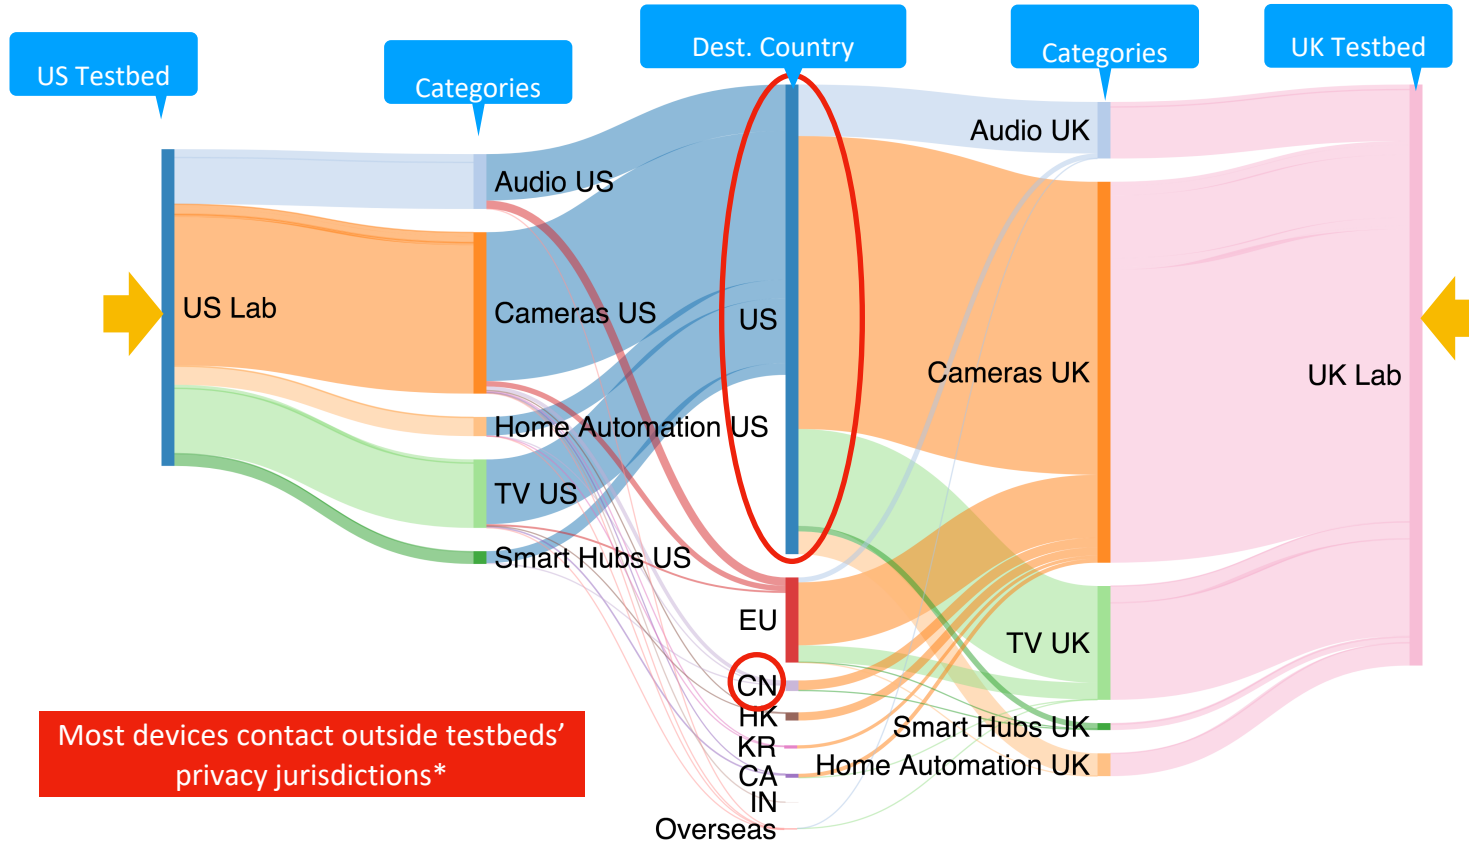 US Testbed
Categories
Dest. Country
Categories
UK Testbed
Audio US
Cameras US
Home Automation US
TV US
Smart Hubs US
US Lab
US
EU
CN
HK
KR
CA
IN
Overseas
Audio UK
Cameras UK
TV UK
Smart Hubs UK
Home Automation UK
UK Lab
Most devices contact outside testbeds’
privacy jurisdictions*